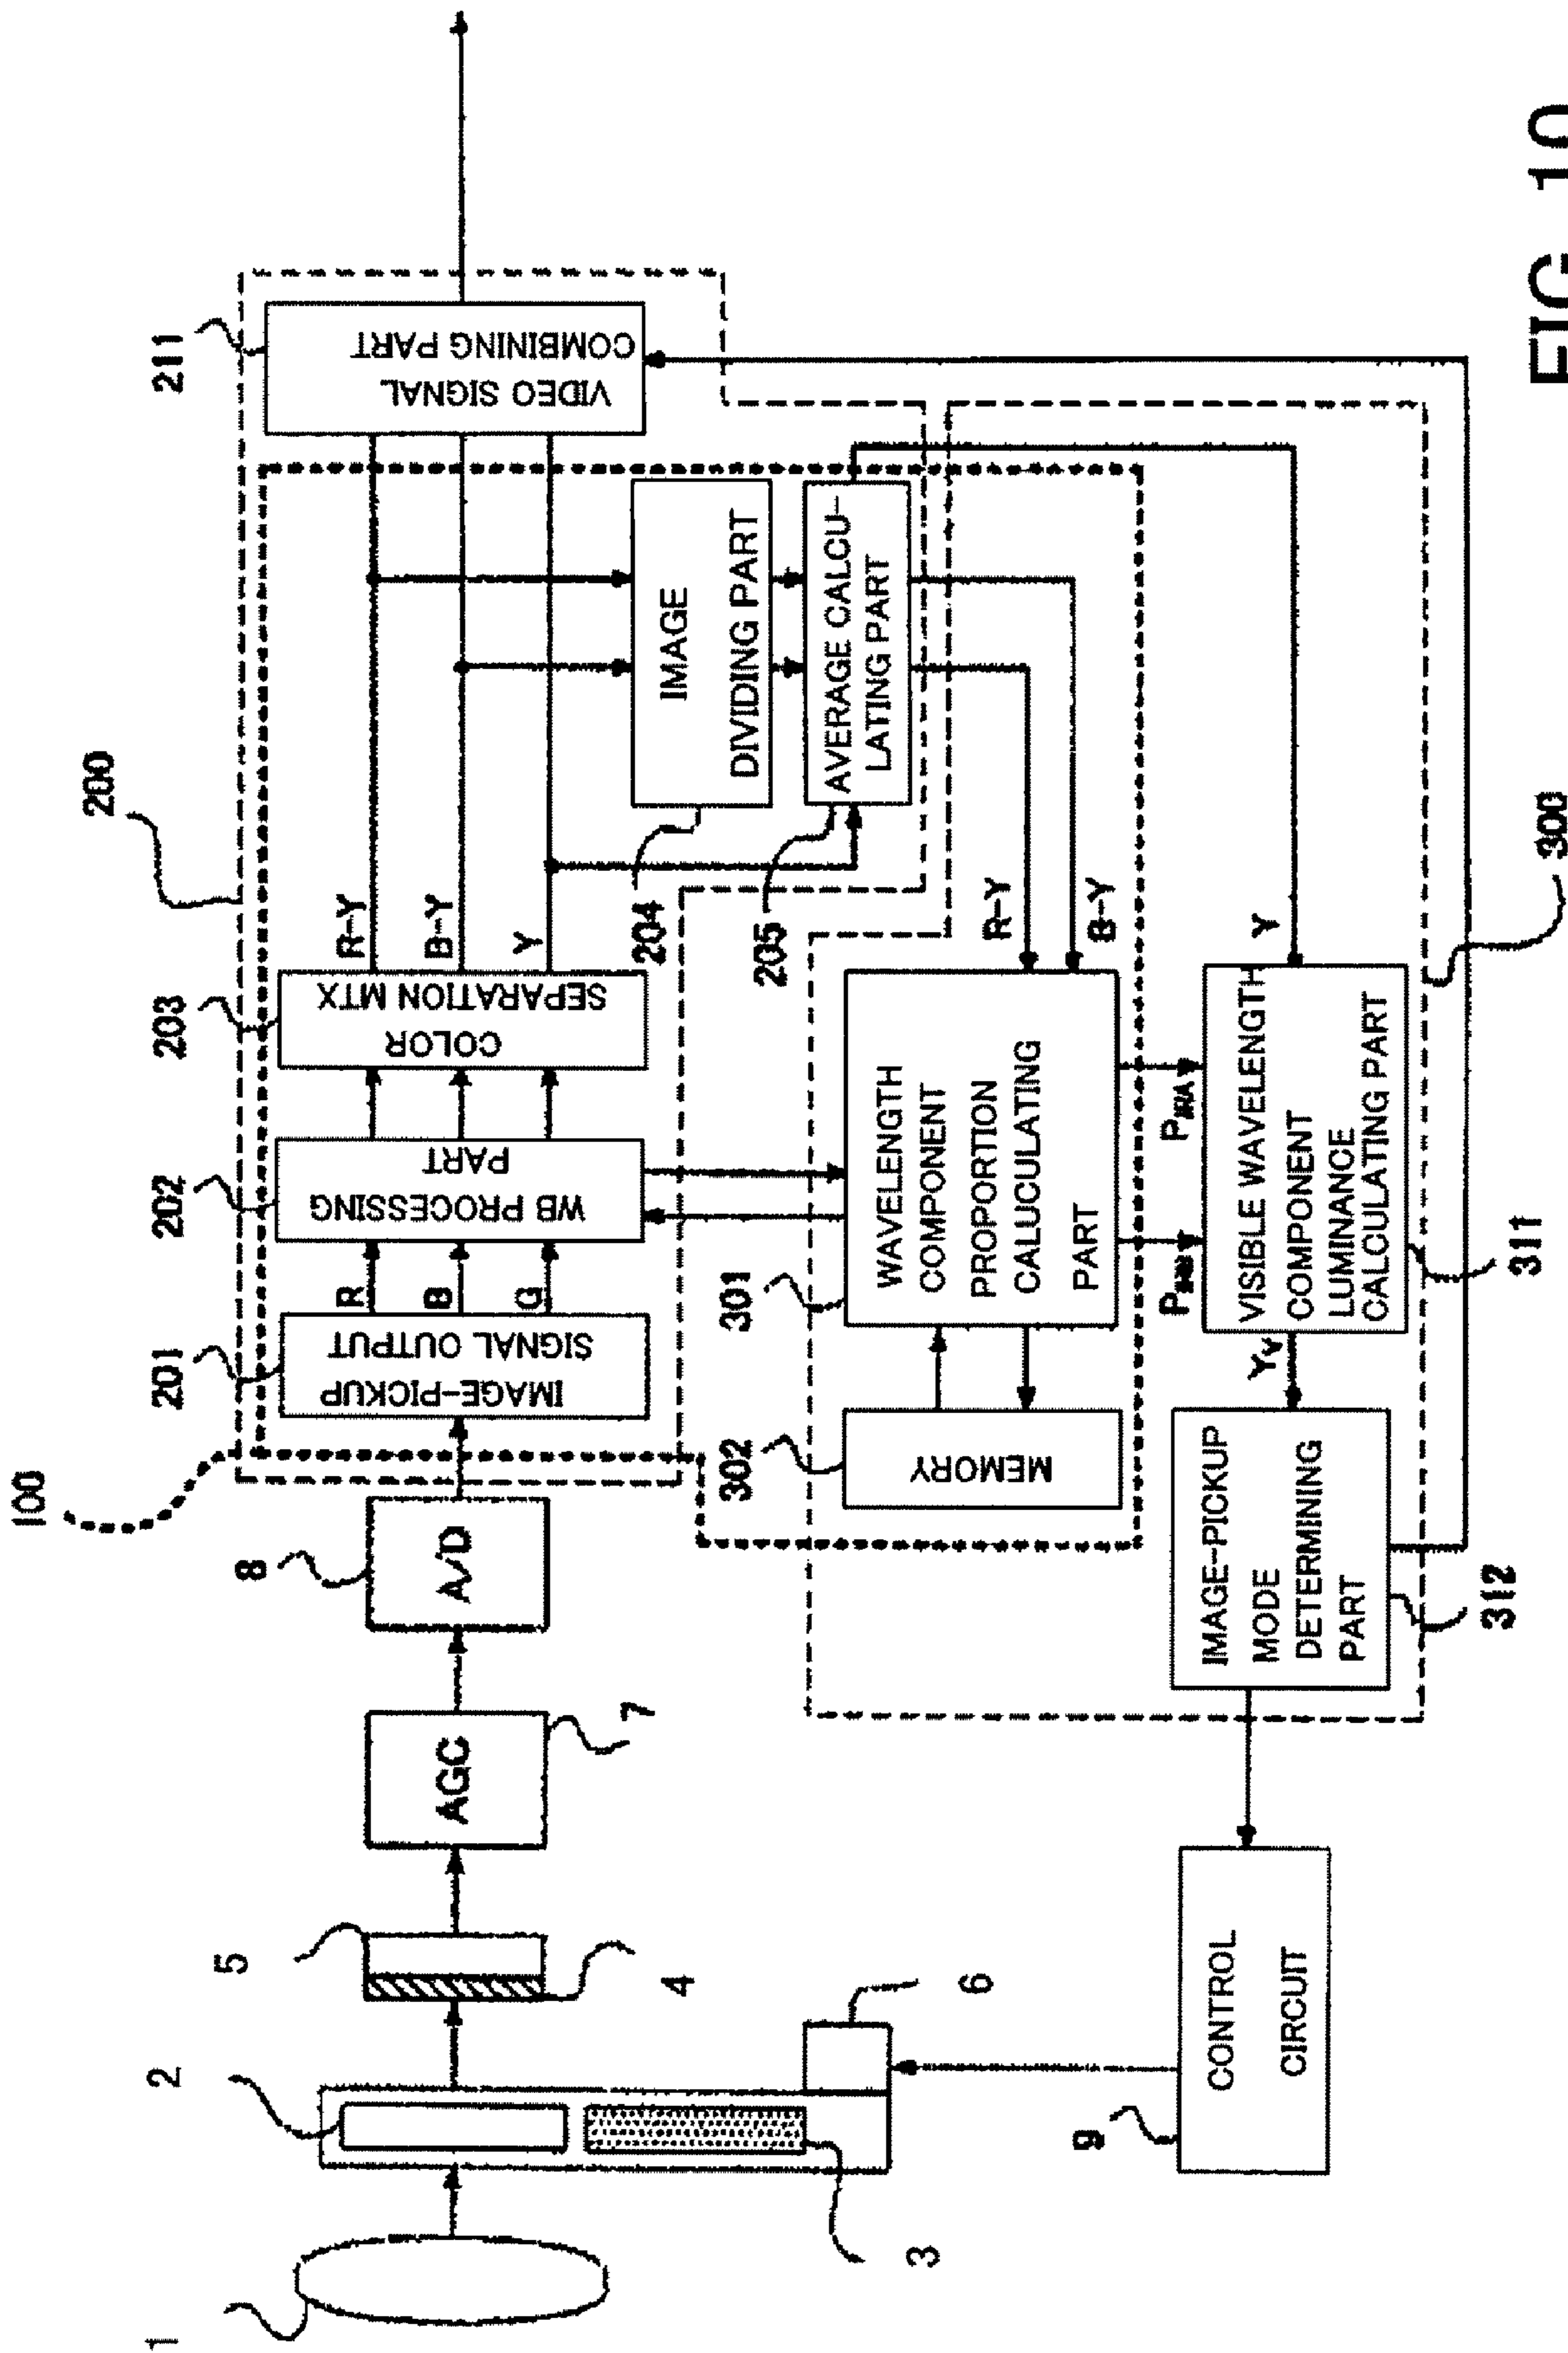 100
200
201
IMAGE-PICKUP
SIGNAL OUTPUT
R
B
G
202
WB PROCESSING
PART
203
COLOR
SEPARATION MTX
R-Y
B-Y
Y
211
VIDEO SIGNAL
COMBINING PART
1
2
3
4
5
6
7
AGC
8
A/D
204
IMAGE
DIVIDING PART
205
AVERAGE CALCU-
LATING PART
R-Y
B-Y
302
MEMORY
301
WAVELENGTH
COMPONENT
PROPORTION
CALUCULATING
PART
PIRB
PIRA
Y
9
CONTROL
CIRCUIT
312
IMAGE-PICKUP
MODE
DETERMINING
PART
YV
311
VISIBLE WAVELENGTH
COMPONENT
LUMINANCE
CALCULATING PART
300
FIG. 10